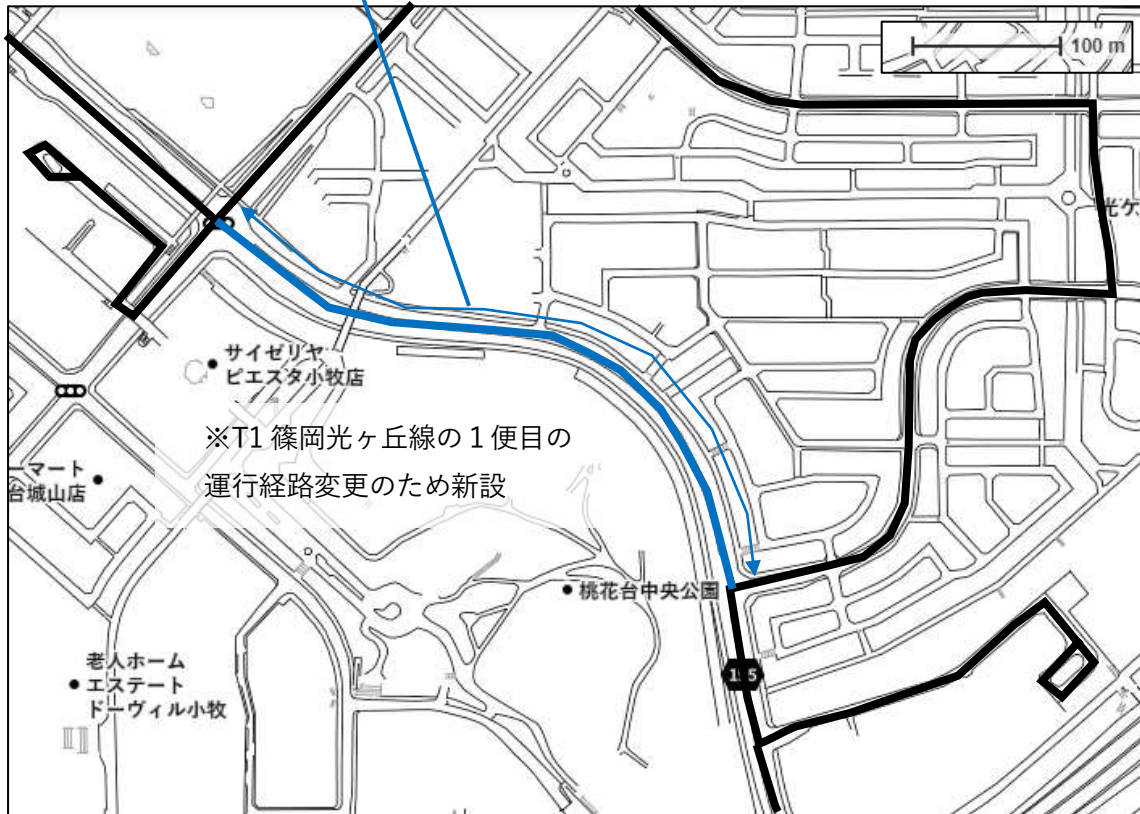 100 m
光ケ
サイゼリヤ
ピエスタ小牧店
※T1 篠岡光ヶ丘線の１便目の
運行経路変更のため新設
ーマート
台城山店
桃花台中央公園
155
老人ホーム
エステート
ドーヴィル小牧